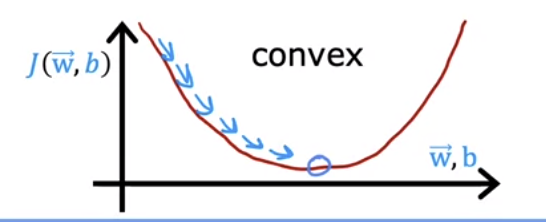 convex
J(w⃗, b)
w⃗, b